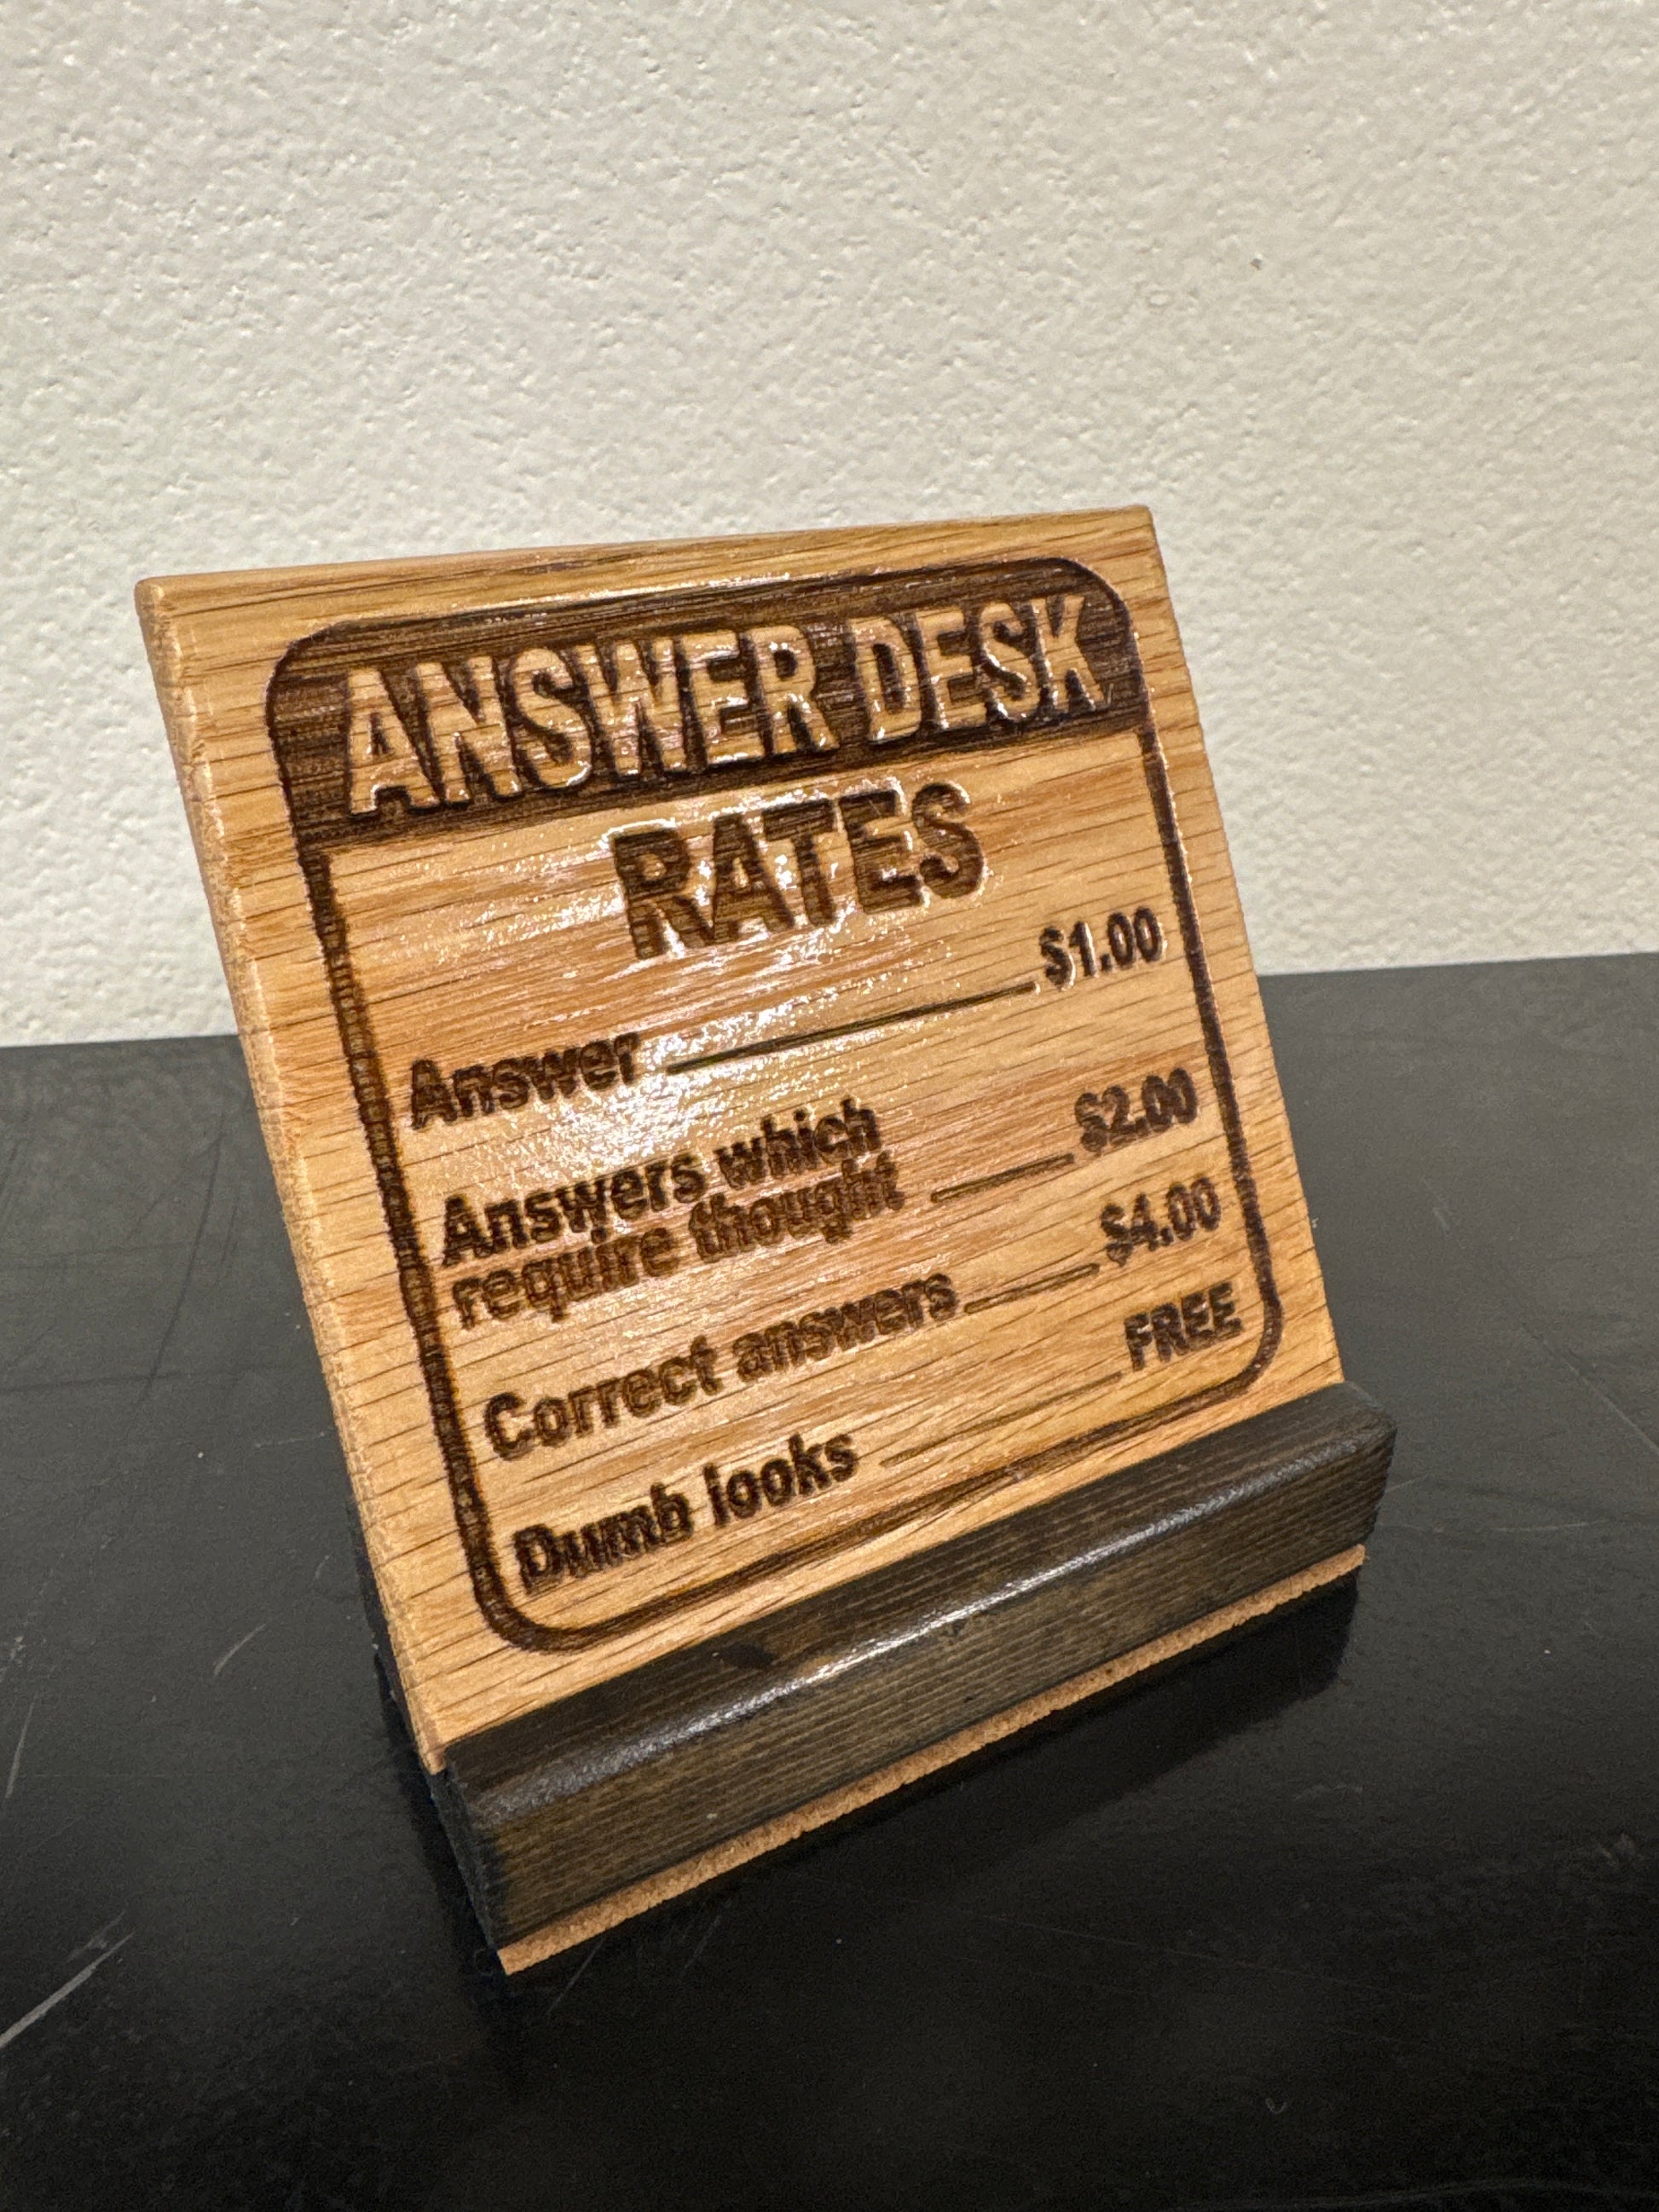 ANSWER DESK
RATES
Answer $1.00
Answers which
require thought $2.00
Correct answers $4.00
Dumb looks FREE